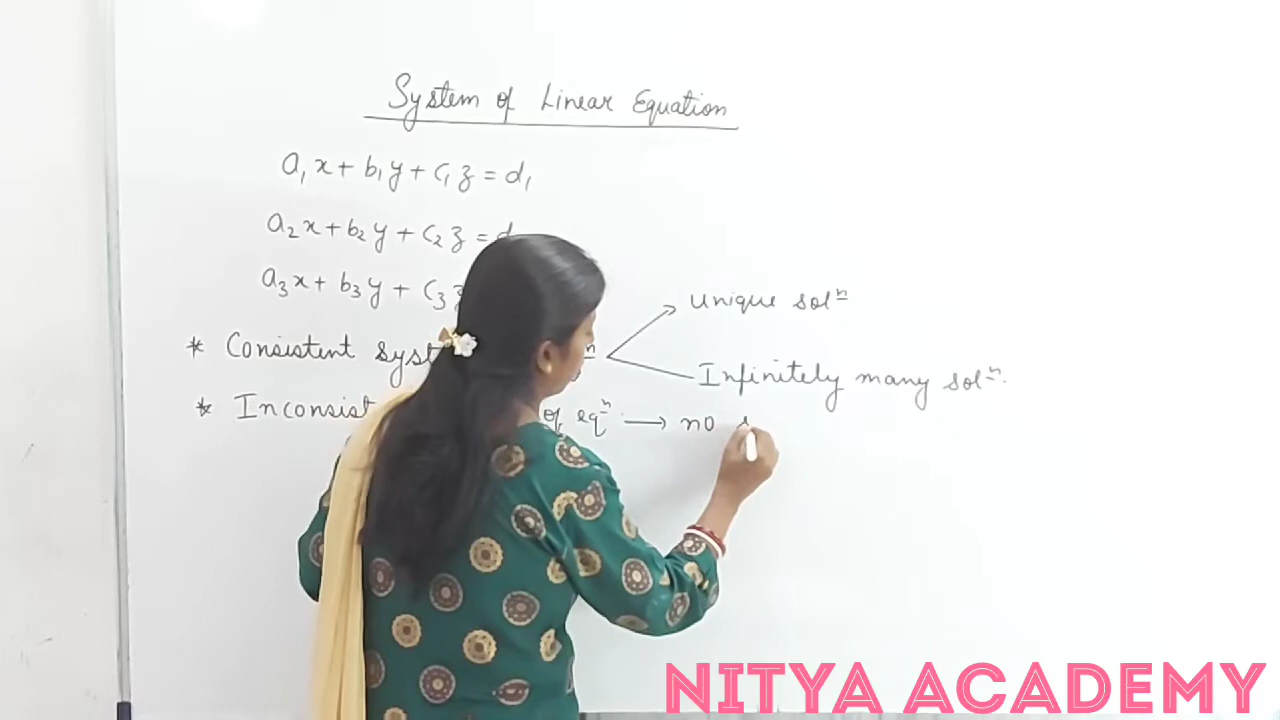 System of Linear Equation
a₁x + b₁y + c₁z = d₁
a₂x + b₂y + c₂z = d
a₃x + b₃y + c₃z
* Consistent syst
unique solⁿ
Infinitely many solⁿ.
* Inconsist of eqⁿ → no s
NITYA ACADEMY